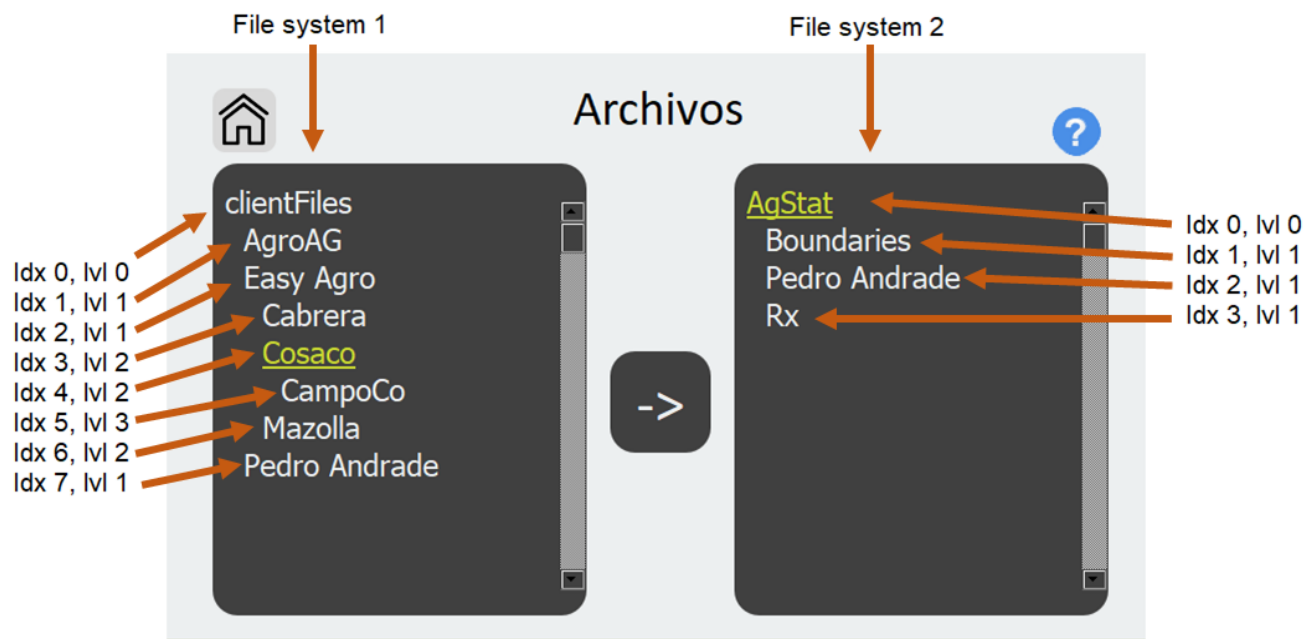 File system 1
File system 2
Archivos
?
clientFiles
AgroAG
Easy Agro
Cabrera
Cosaco
CampoCo
Mazolla
Pedro Andrade
Idx 0, lvl 0
Idx 1, lvl 1
Idx 2, lvl 1
Idx 3, lvl 2
Idx 4, lvl 2
Idx 5, lvl 3
Idx 6, lvl 2
Idx 7, lvl 1
->
AgStat
Boundaries
Pedro Andrade
Rx
Idx 0, lvl 0
Idx 1, lvl 1
Idx 2, lvl 1
Idx 3, lvl 1